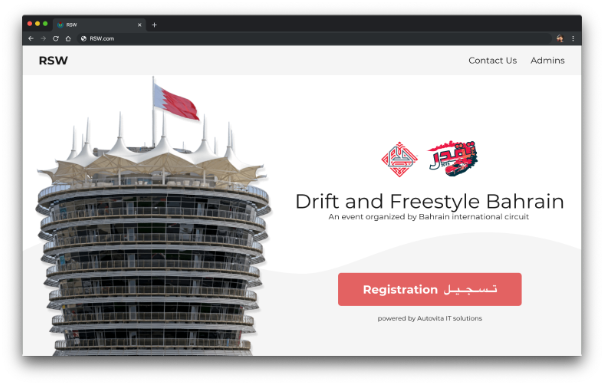 RSW
RSW.com
RSW
Contact Us
Admins
Drift and Freestyle Bahrain
An event organized by Bahrain international circuit
Registration تسجيل
powered by Autovita IT solutions